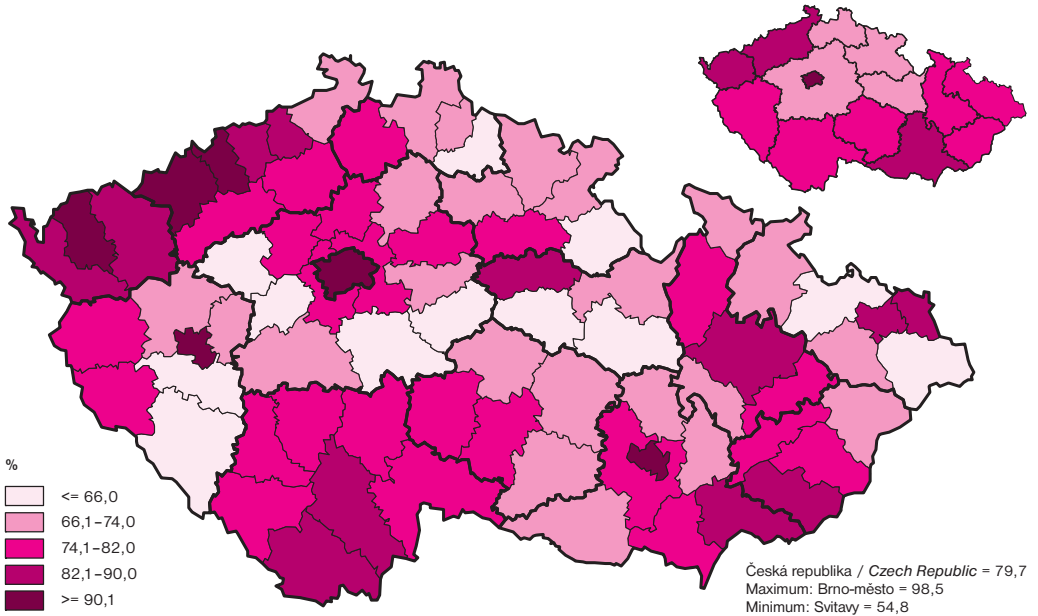 %
<= 66,0
66,1–74,0
74,1–82,0
82,1–90,0
>= 90,1
Česká republika / Czech Republic = 79,7
Maximum: Brno-město = 98,5
Minimum: Svitavy = 54,8